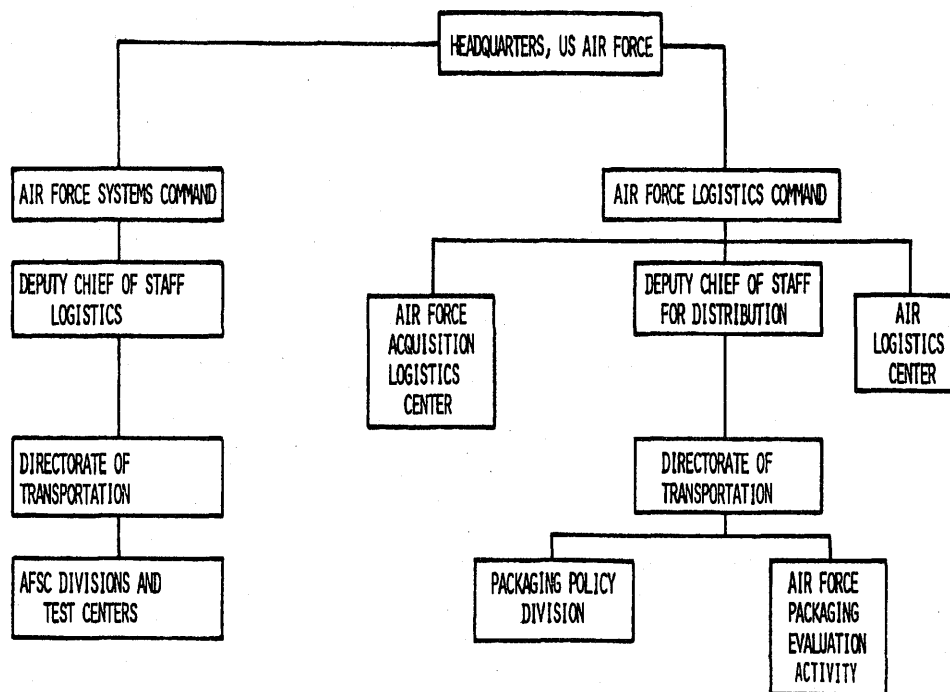 HEADQUARTERS, US AIR FORCE
AIR FORCE SYSTEMS COMMAND
AIR FORCE LOGISTICS COMMAND
DEPUTY CHIEF OF STAFF
LOGISTICS
AIR FORCE
ACQUISITION
LOGISTICS
CENTER
DEPUTY CHIEF OF STAFF
FOR DISTRIBUTION
AIR
LOGISTICS
CENTER
DIRECTORATE OF
TRANSPORTATION
DIRECTORATE OF
TRANSPORTATION
AFSC DIVISIONS AND
TEST CENTERS
PACKAGING POLICY
DIVISION
AIR FORCE
PACKAGING
EVALUATION
ACTIVITY